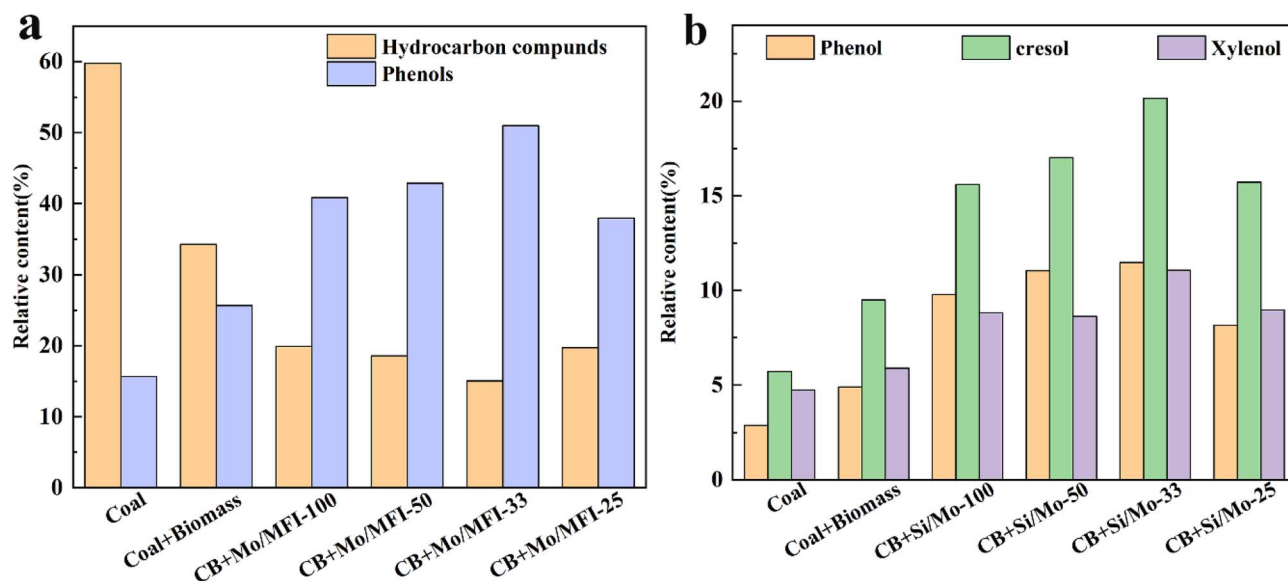 a
Hydrocarbon compunds
Phenols
Relative content(%)
60
50
40
30
20
10
0
Coal
Coal+Biomass
CB+Mo/MFI-100
CB+Mo/MFI-50
CB+Mo/MFI-33
CB+Mo/MFI-25
b
Phenol
cresol
Xylenol
Relative content(%)
20
15
10
5
0
Coal
Coal+Biomass
CB+Si/Mo-100
CB+Si/Mo-50
CB+Si/Mo-33
CB+Si/Mo-25